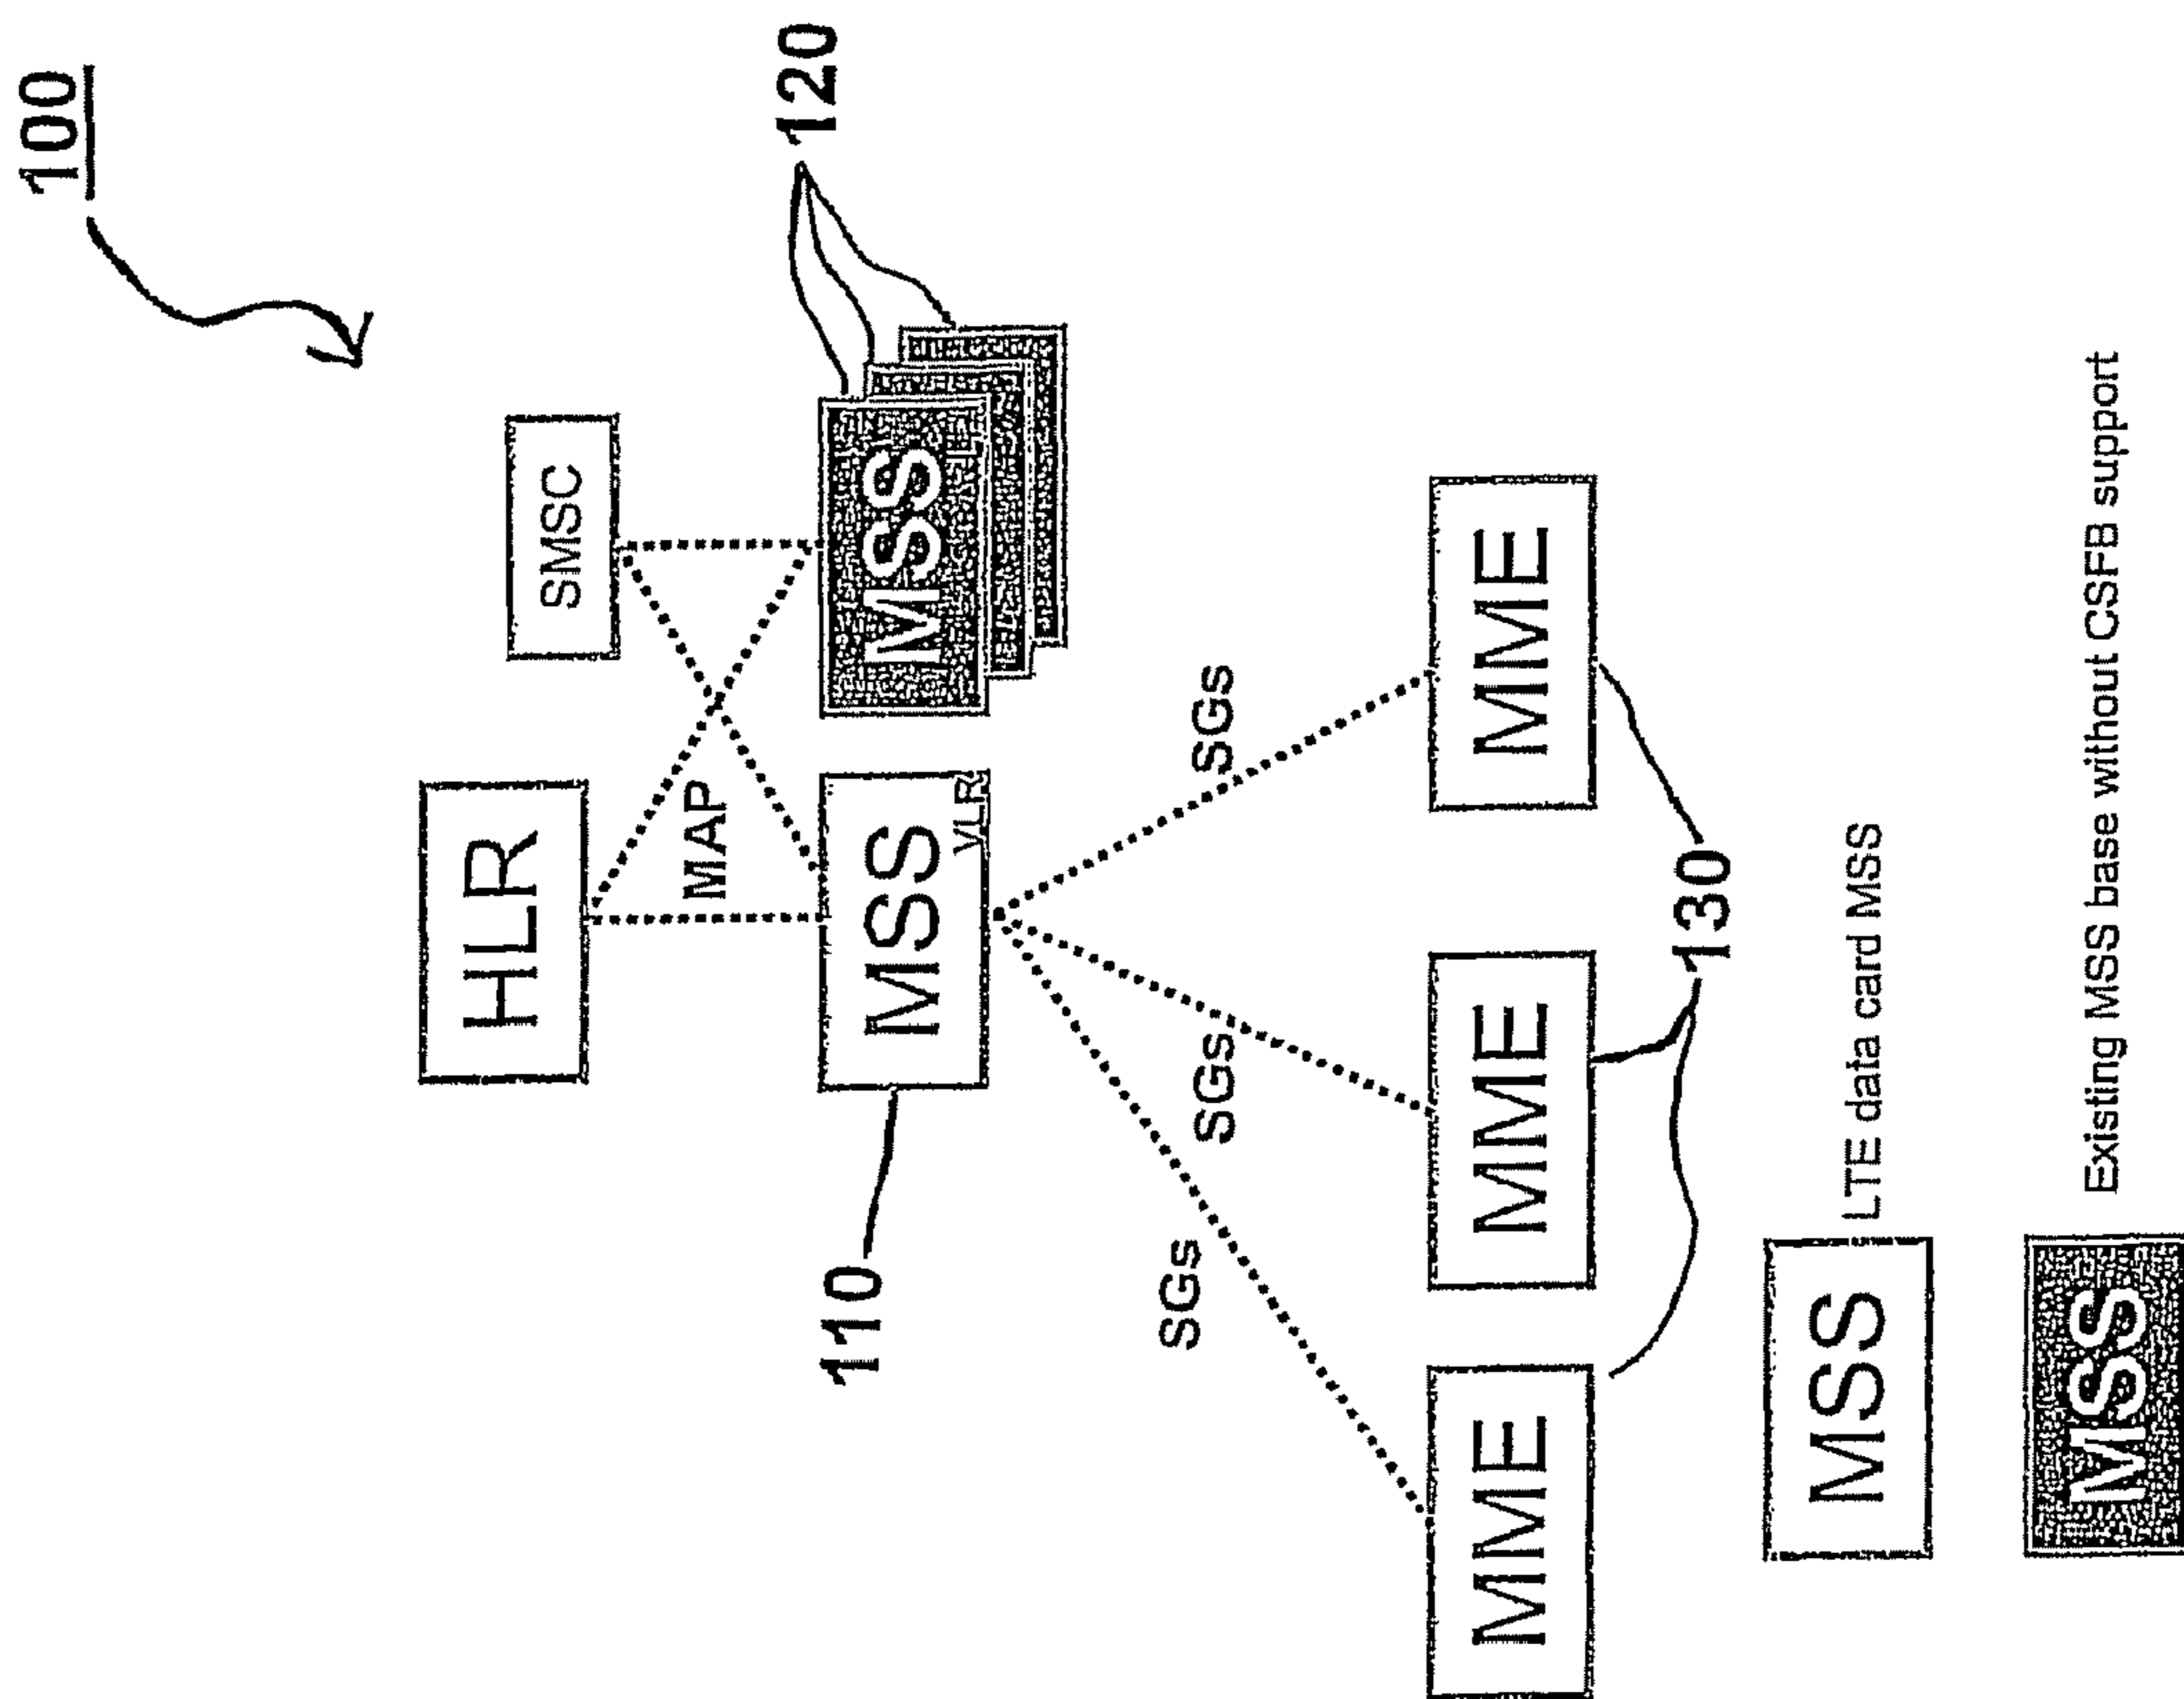 100
HLR
SMSC
MAP
110
MSS
VLR
MSS
120
SGs
SGs
SGs
MME
MME
MME
130
MSS
LTE data card MSS
MSS
Existing MSS base without CSFB support